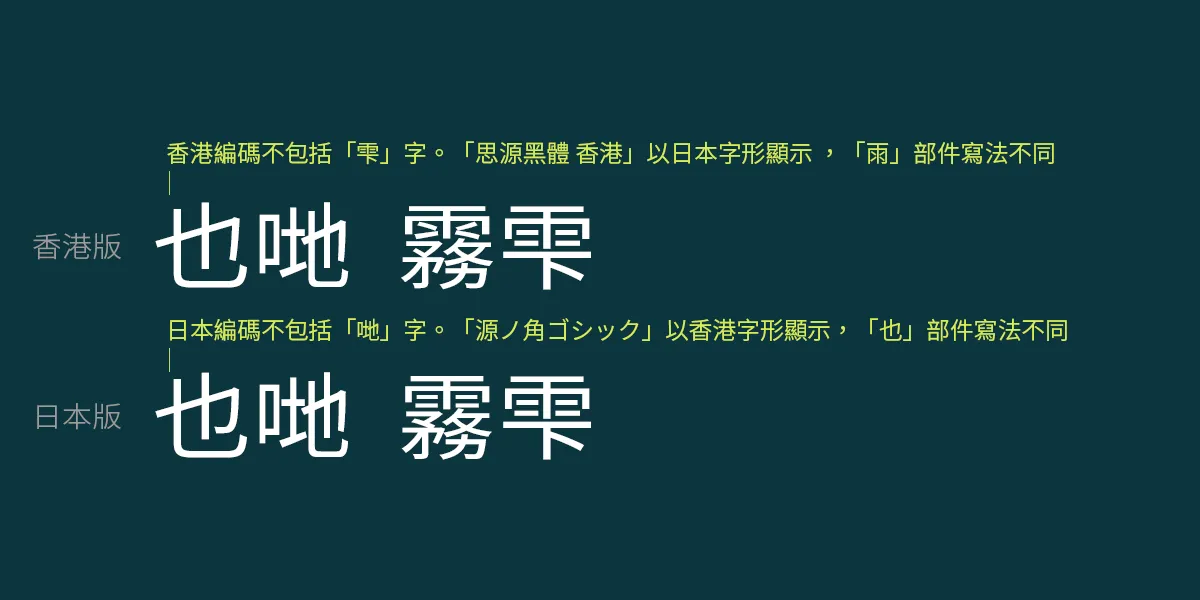 香港編碼不包括「雫」字。「思源黑體 香港」以日本字形顯示 ，「雨」部件寫法不同
香港版 也哋 霧雫
日本編碼不包括「哋」字。「源ノ角ゴシック」以香港字形顯示，「也」部件寫法不同
日本版 也哋 霧雫